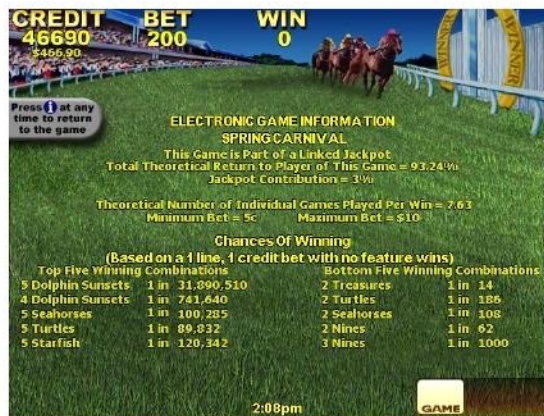 CREDIT BET WIN
46690 200 0
$466.90
Press i at any
time to return
to the game
WINNER
ELECTRONIC GAME INFORMATION
SPRING CARNIVAL
This Game is Part of a Linked Jackpot
Total Theoretical Return to Player of This Game = 93.24%
Jackpot Contribution = 3%
Theoretical Number of Individual Games Played Per Win = 7.63
Minimum Bet = 5c Maximum Bet = $10
Chances Of Winning
(Based on a 1 line, 1 credit bet with no feature wins)
Top Five Winning Combinations Bottom Five Winning Combinations
5 Dolphin Sunsets 1 in 31,890,510 2 Treasures 1 in 14
4 Dolphin Sunsets 1 in 741,640 2 Turtles 1 in 186
5 Seahorses 1 in 100,285 2 Seahorses 1 in 108
5 Turtles 1 in 89,832 2 Nines 1 in 62
5 Starfish 1 in 120,342 3 Nines 1 in 1000
2:08pm
GAME